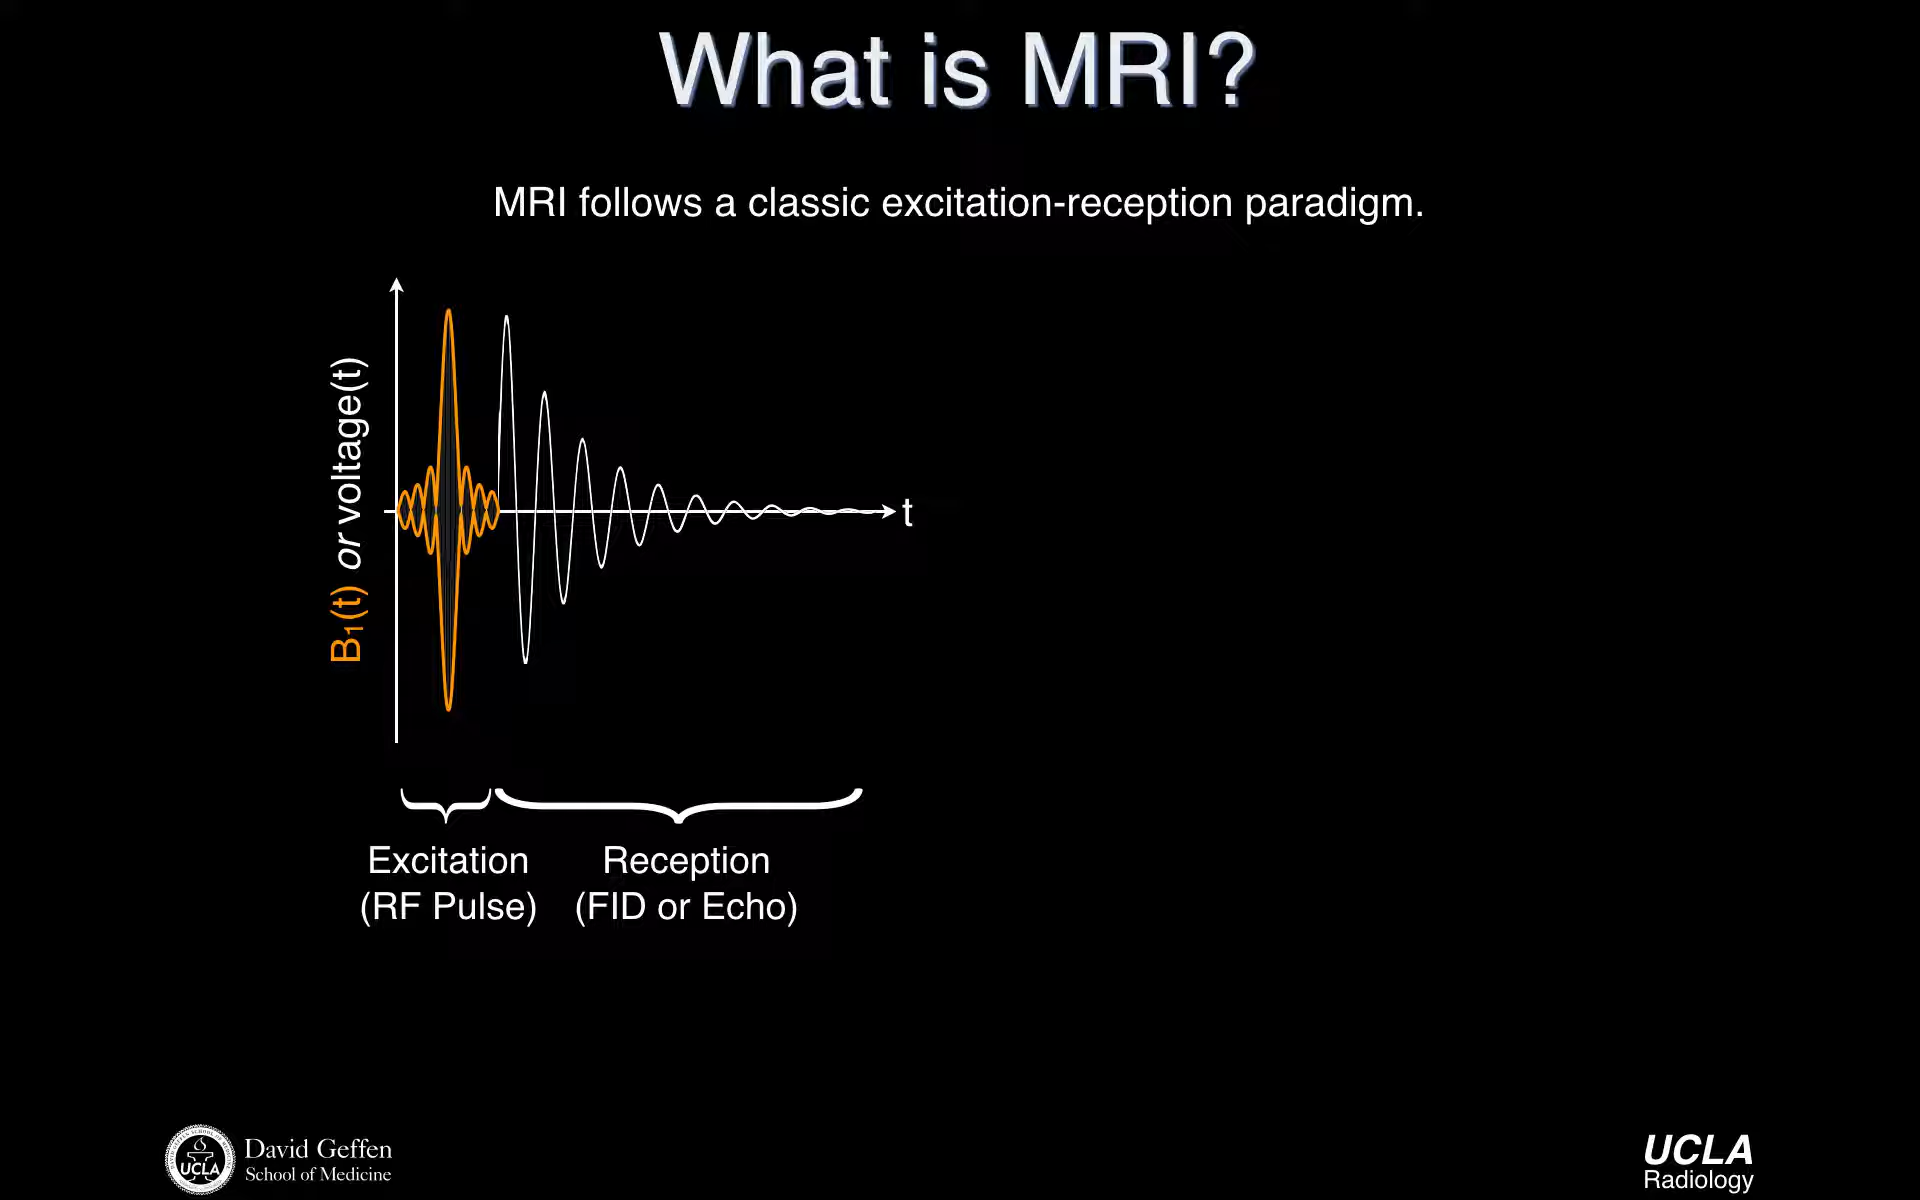 What is MRI?
MRI follows a classic excitation-reception paradigm.
B₁(t) or voltage(t)
t
Excitation
(RF Pulse)
Reception
(FID or Echo)
UCLA
David Geffen
School of Medicine
UCLA
Radiology